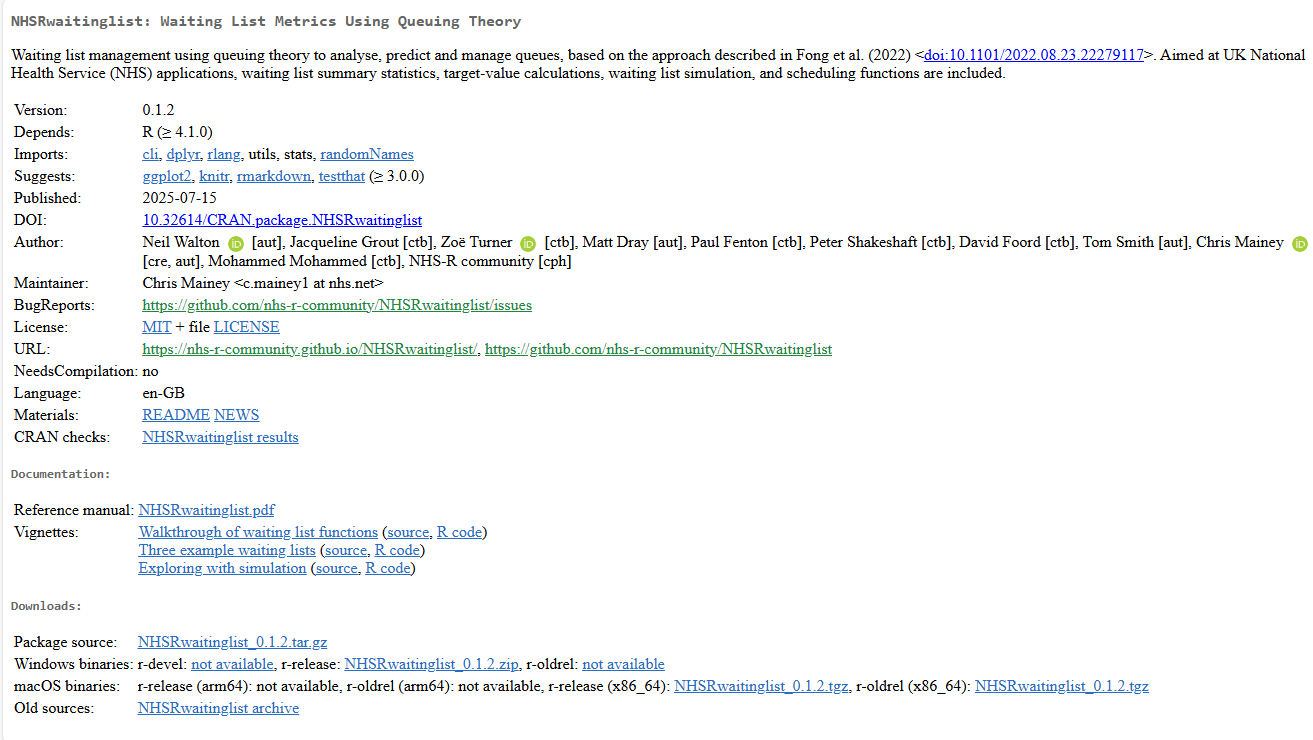 NHSRwaitinglist: Waiting List Metrics Using Queuing Theory
Waiting list management using queuing theory to analyse, predict and manage queues, based on the approach described in Fong et al. (2022) <doi:10.1101/2022.08.23.22279117>. Aimed at UK National
Health Service (NHS) applications, waiting list summary statistics, target-value calculations, waiting list simulation, and scheduling functions are included.
Version: 0.1.2
Depends: R (≥ 4.1.0)
Imports: cli, dplyr, rlang, utils, stats, randomNames
Suggests: ggplot2, knitr, rmarkdown, testthat (≥ 3.0.0)
Published: 2025-07-15
DOI: 10.32614/CRAN.package.NHSRwaitinglist
Author: Neil Walton iD [aut], Jacqueline Grout [ctb], Zoë Turner iD [ctb], Matt Dray [aut], Paul Fenton [ctb], Peter Shakeshaft [ctb], David Foord [ctb], Tom Smith [aut], Chris Mainey iD
[cre, aut], Mohammed Mohammed [ctb], NHS-R community [cph]
Maintainer: Chris Mainey <c.mainey1 at nhs.net>
BugReports: https://github.com/nhs-r-community/NHSRwaitinglist/issues
License: MIT + file LICENSE
URL: https://nhs-r-community.github.io/NHSRwaitinglist/, https://github.com/nhs-r-community/NHSRwaitinglist
NeedsCompilation: no
Language: en-GB
Materials: README NEWS
CRAN checks: NHSRwaitinglist results
Documentation:
Reference manual: NHSRwaitinglist.pdf
Vignettes: Walkthrough of waiting list functions (source, R code)
Three example waiting lists (source, R code)
Exploring with simulation (source, R code)
Downloads:
Package source: NHSRwaitinglist_0.1.2.tar.gz
Windows binaries: r-devel: not available, r-release: NHSRwaitinglist_0.1.2.zip, r-oldrel: not available
macOS binaries: r-release (arm64): not available, r-oldrel (arm64): not available, r-release (x86_64): NHSRwaitinglist_0.1.2.tgz, r-oldrel (x86_64): NHSRwaitinglist_0.1.2.tgz
Old sources: NHSRwaitinglist archive